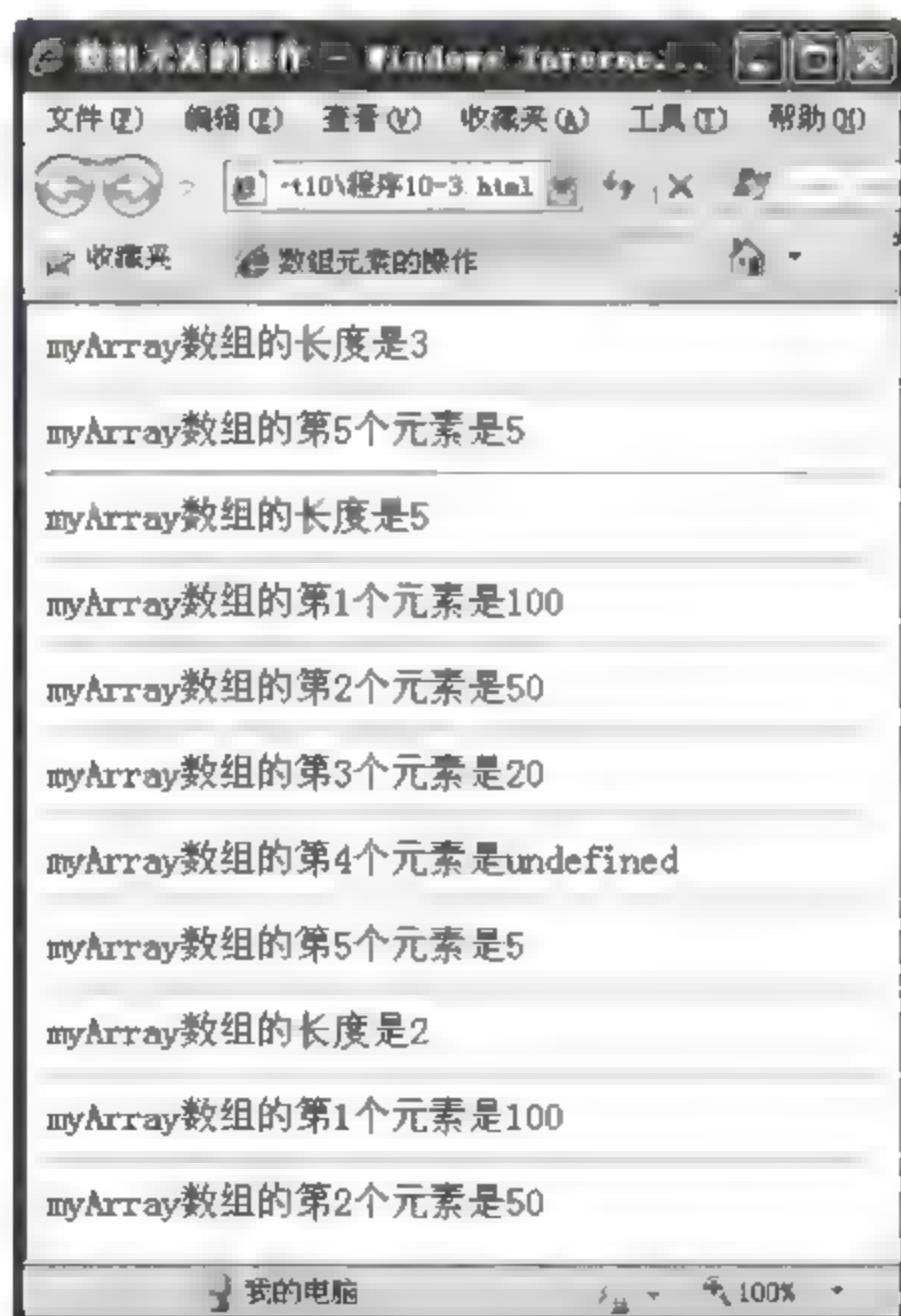 数组元素的操作 - Windows Interne...
文件(F) 编辑(E) 查看(V) 收藏夹(A) 工具(T) 帮助(H)
-t10\程序10-3.html
收藏夹 数组元素的操作
myArray数组的长度是3
myArray数组的第5个元素是5
myArray数组的长度是5
myArray数组的第1个元素是100
myArray数组的第2个元素是50
myArray数组的第3个元素是20
myArray数组的第4个元素是undefined
myArray数组的第5个元素是5
myArray数组的长度是2
myArray数组的第1个元素是100
myArray数组的第2个元素是50
我的电脑 100%